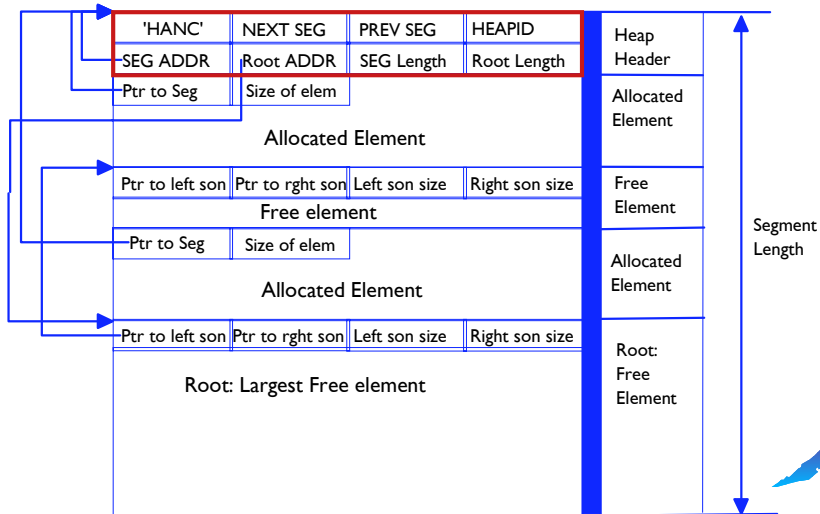 'HANC' NEXT SEG PREV SEG HEAPID
SEG ADDR Root ADDR SEG Length Root Length
Heap
Header
Ptr to Seg Size of elem
Allocated Element
Allocated
Element
Ptr to left son Ptr to rght son Left son size Right son size
Free element
Free
Element
Ptr to Seg Size of elem
Allocated Element
Allocated
Element
Segment
Length
Ptr to left son Ptr to rght son Left son size Right son size
Root: Largest Free element
Root:
Free
Element